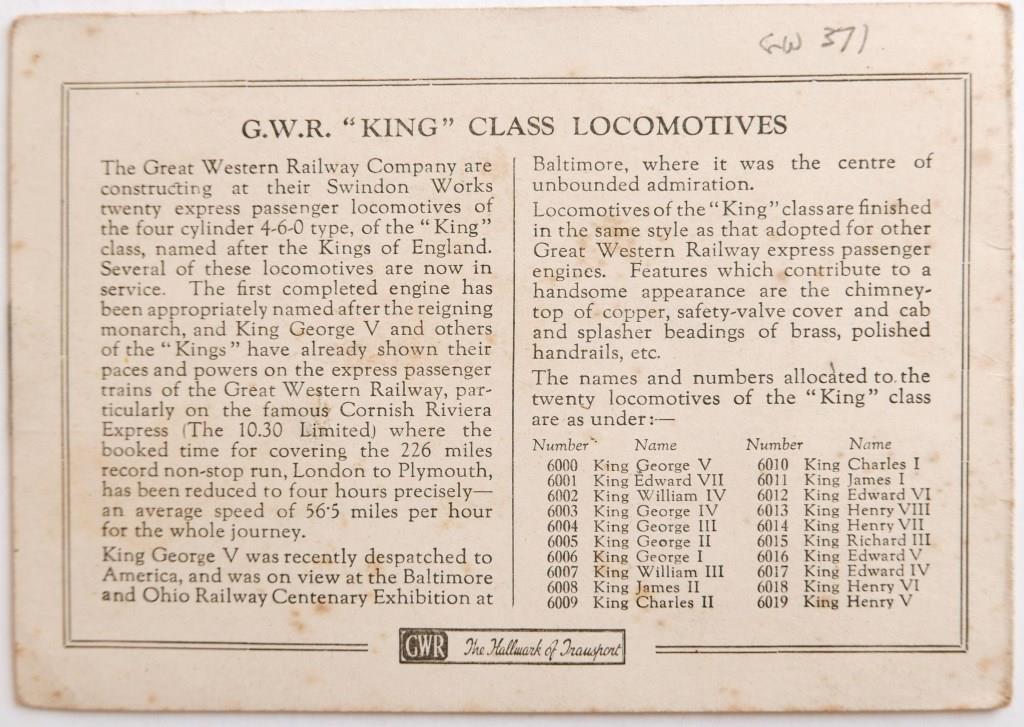 GW 371
G.W.R. "KING" CLASS LOCOMOTIVES
The Great Western Railway Company are
constructing at their Swindon Works
twenty express passenger locomotives of
the four cylinder 4-6-0 type, of the "King"
class, named after the Kings of England.
Several of these locomotives are now in
service. The first completed engine has
been appropriately named after the reigning
monarch, and King George V and others
of the "Kings" have already shown their
paces and powers on the express passenger
trains of the Great Western Railway, par-
ticularly on the famous Cornish Riviera
Express (The 10.30 Limited) where the
booked time for covering the 226 miles
record non-stop run, London to Plymouth,
has been reduced to four hours precisely—
an average speed of 56·5 miles per hour
for the whole journey.
King George V was recently despatched to
America, and was on view at the Baltimore
and Ohio Railway Centenary Exhibition at
Baltimore, where it was the centre of
unbounded admiration.
Locomotives of the "King" class are finished
in the same style as that adopted for other
Great Western Railway express passenger
engines. Features which contribute to a
handsome appearance are the chimney-
top of copper, safety-valve cover and cab
and splasher beadings of brass, polished
handrails, etc.
The names and numbers allocated to the
twenty locomotives of the "King" class
are as under:—
Number Name Number Name
6000 King George V 6010 King Charles I
6001 King Edward VII 6011 King James I
6002 King William IV 6012 King Edward VI
6003 King George IV 6013 King Henry VIII
6004 King George III 6014 King Henry VII
6005 King George II 6015 King Richard III
6006 King George I 6016 King Edward V
6007 King William III 6017 King Edward IV
6008 King James II 6018 King Henry VI
6009 King Charles II 6019 King Henry V
GWR The Hallmark of Transport